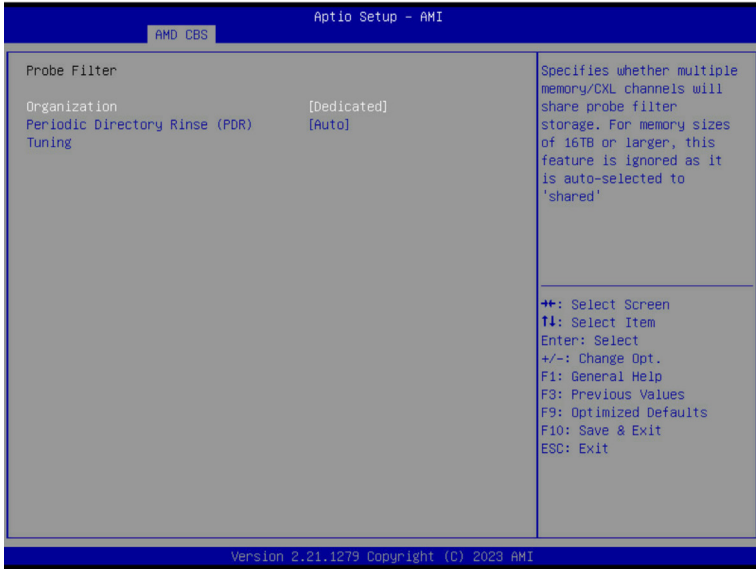 Aptio Setup - AMI
AMD CBS
Probe Filter
Organization [Dedicated]
Periodic Directory Rinse (PDR) [Auto]
Tuning
Specifies whether multiple
memory/CXL channels will
share probe filter
storage. For memory sizes
of 16TB or larger, this
feature is ignored as it
is auto-selected to
'shared'
→←: Select Screen
↑↓: Select Item
Enter: Select
+/-: Change Opt.
F1: General Help
F3: Previous Values
F9: Optimized Defaults
F10: Save & Exit
ESC: Exit
Version 2.21.1279 Copyright (C) 2023 AMI